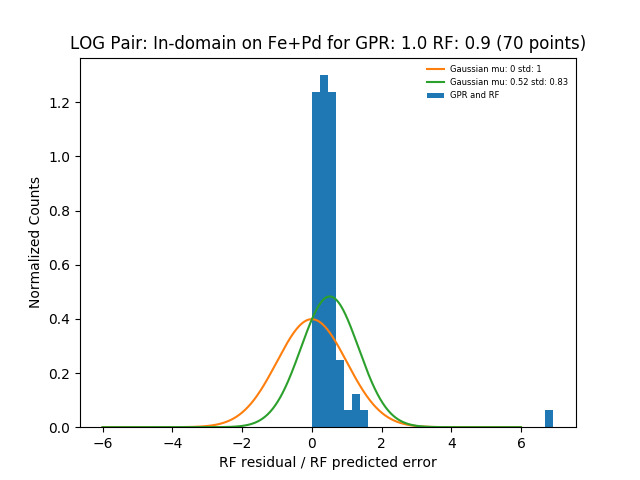 LOG Pair: In-domain on Fe+Pd for GPR: 1.0 RF: 0.9 (70 points)
Gaussian mu: 0 std: 1
Gaussian mu: 0.52 std: 0.83
GPR and RF
Normalized Counts
1.2
1.0
0.8
0.6
0.4
0.2
0.0
−6 −4 −2 0 2 4 6
RF residual / RF predicted error